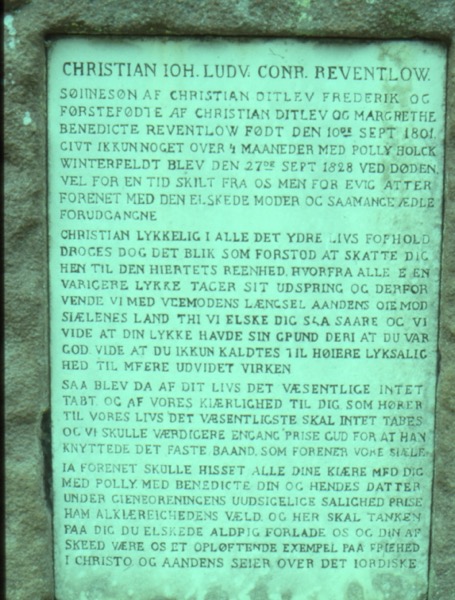 CHRISTIAN IOH. LUDV. CONR. REVENTLOW.
SØNNESØN AF CHRISTIAN DITLEV FREDERIK OG
FØRSTEFØDTE AF CHRISTIAN DITLEV OG MARGRETHE
BENEDICTE REVENTLOW FØDT DEN 10DE SEPT 1801.
GIVT IKKUN NOGET OVER 4 MAANEDER MED POLLY HOLCK
WINTERFELDT BLEV DEN 27DE SEPT 1828 VED DØDEN,
VEL FOR EN TID SKILT FRA OS MEN FOR EVIG ATTER
FORENET MED DEN ELSKEDE MODER OG SAAMANGE ÆDLE
FORUDGANGNE
CHRISTIAN LYKKELIG I ALLE DET YDRE LIVS FORHOLD
DROGES DOG DET BLIK SOM FORSTOD AT SKATTE DIG
HEN TIL DEN HIERTETS REENHED, HVORFRA ALLE EEN
VARIGERE LYKKE TAGER SIT UDSPRING OG DERFOR
VENDE VI MED VEEMODENS LÆNGSEL AANDENS ØIE MOD
SIÆLENES LAND THI VI ELSKE DIG SAA SAARE OG VI
VIDE AT DIN LYKKE HAVDE SIN GRUND DERI AT DU VAR
GOD, VIDE AT DU IKKUN KALDTES TIL HØIERE LYKSALIG
HED TIL MEERE UDVIDET VIRKEN
SAA BLEV DA AF DIT LIVS DET VÆSENTLIGE INTET
TABT, OG AF VORES KIÆRLIGHED TIL DIG SOM HØRER
TIL VORES LIVS DET VÆSENTLIGSTE SKAL INTET TABES
OG VI SKULLE VÆRDIGERE ENGANG PRISE GUD FOR AT HAN
KNYTTEDE DET FASTE BAAND, SOM FORENER VORE SIÆLE
IA FORENET SKULLE HISSET ALLE DINE KIÆRE MED DIG
MED POLLY MED BENEDICTE DIN OG HENDES DATTER
UNDER GIENFORENINGENS UUDSIGELIGE SALIGHED PRISE
HAM ALKIÆRLIGHEDENS VÆLD, OG HER SKAL TANKEN
PAA DIG DU ELSKEDE ALDRIG FORLADE OS OG DIN AF
SKEED VÆRE OS ET OPLØFTENDE EXEMPEL PAA FRIEHED
I CHRISTO OG AANDENS SEIER OVER DET IORDISKE